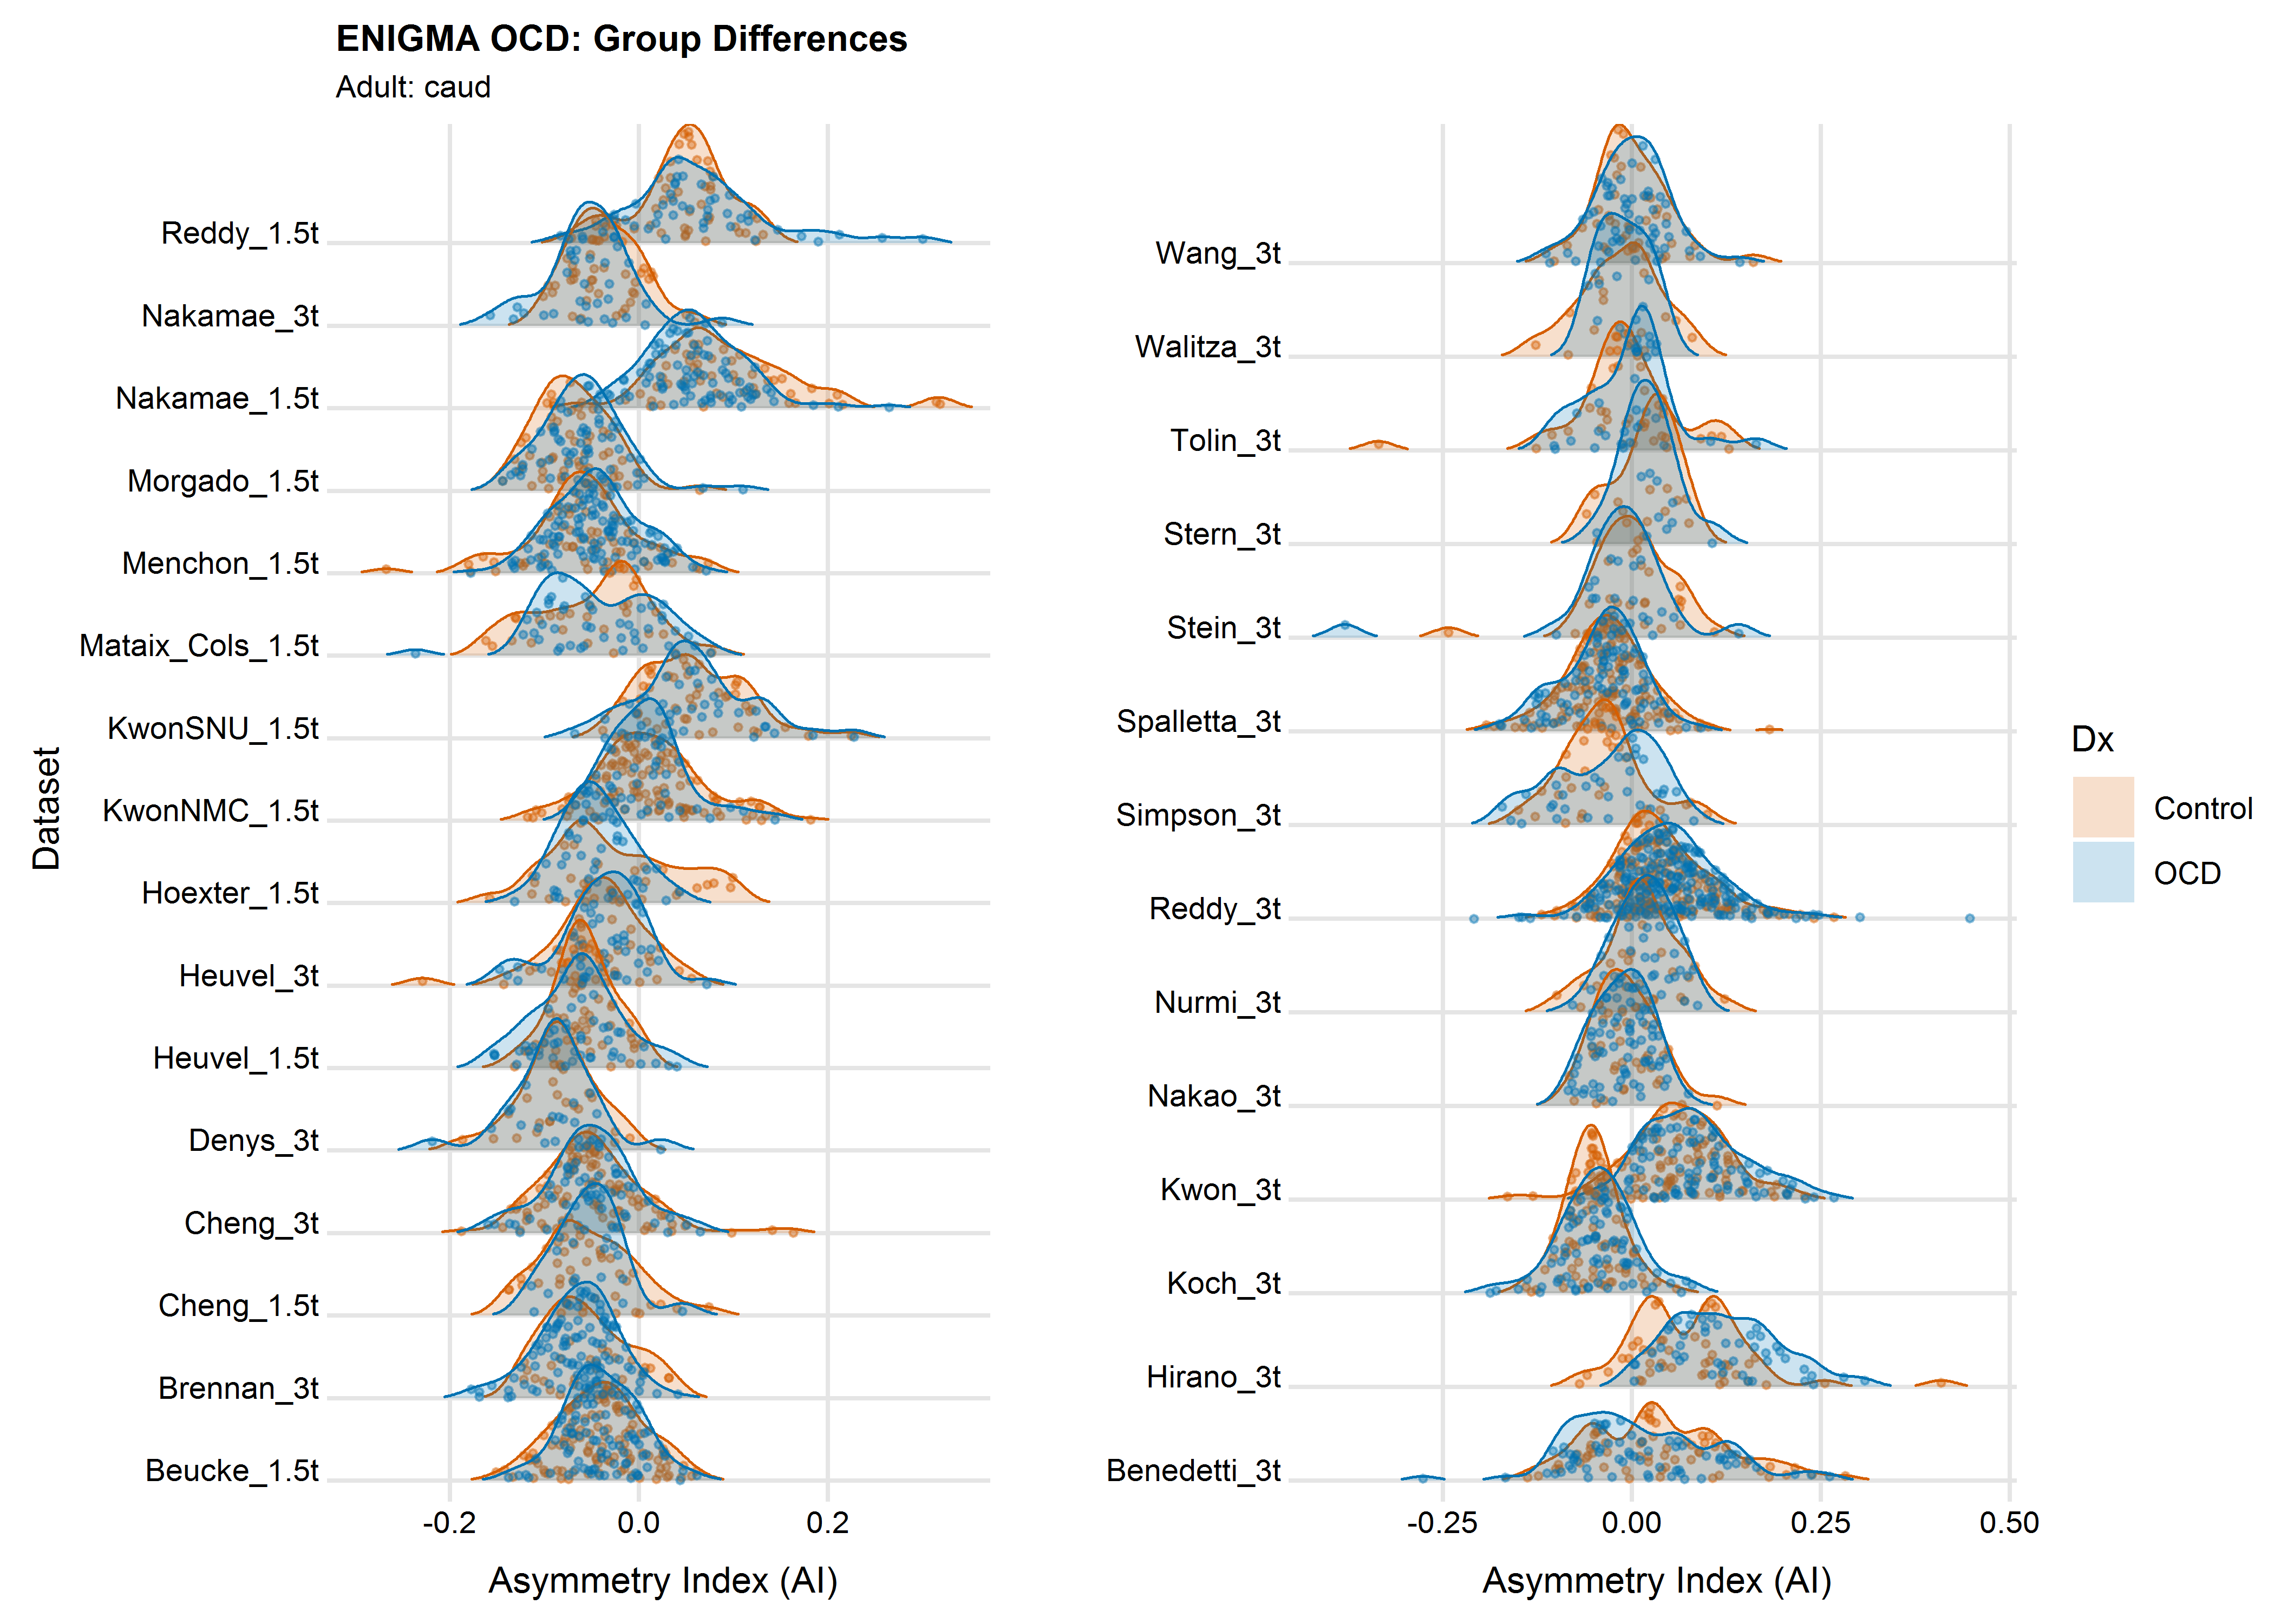 ENIGMA OCD: Group Differences
Adult: caud
Dataset
Reddy_1.5t
Nakamae_3t
Nakamae_1.5t
Morgado_1.5t
Menchon_1.5t
Mataix_Cols_1.5t
KwonSNU_1.5t
KwonNMC_1.5t
Hoexter_1.5t
Heuvel_3t
Heuvel_1.5t
Denys_3t
Cheng_3t
Cheng_1.5t
Brennan_3t
Beucke_1.5t
-0.2 0.0 0.2
Asymmetry Index (AI)
Wang_3t
Walitza_3t
Tolin_3t
Stern_3t
Stein_3t
Spalletta_3t
Simpson_3t
Reddy_3t
Nurmi_3t
Nakao_3t
Kwon_3t
Koch_3t
Hirano_3t
Benedetti_3t
-0.25 0.00 0.25 0.50
Asymmetry Index (AI)
Dx
Control
OCD